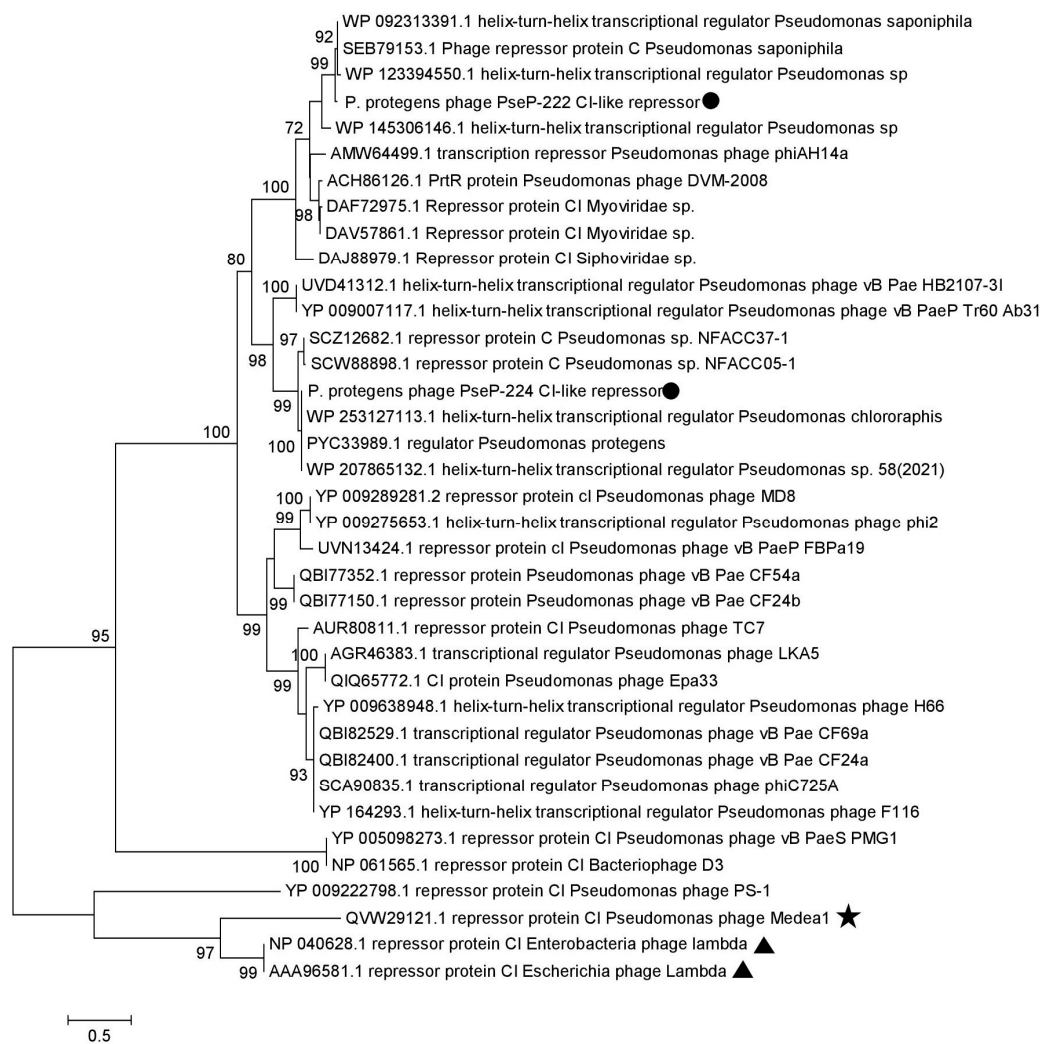 WP 092313391.1 helix-turn-helix transcriptional regulator Pseudomonas saponiphila
92
SEB79153.1 Phage repressor protein C Pseudomonas saponiphila
99
WP 123394550.1 helix-turn-helix transcriptional regulator Pseudomonas sp
P. protegens phage PseP-222 CI-like repressor
72
WP 145306146.1 helix-turn-helix transcriptional regulator Pseudomonas sp
AMW64499.1 transcription repressor Pseudomonas phage phiAH14a
100
ACH86126.1 PrtR protein Pseudomonas phage DVM-2008
98
DAF72975.1 Repressor protein CI Myoviridae sp.
DAV57861.1 Repressor protein CI Myoviridae sp.
80
DAJ88979.1 Repressor protein CI Siphoviridae sp.
100
UVD41312.1 helix-turn-helix transcriptional regulator Pseudomonas phage vB Pae HB2107-3I
YP 009007117.1 helix-turn-helix transcriptional regulator Pseudomonas phage vB PaeP Tr60 Ab31
97
SCZ12682.1 repressor protein C Pseudomonas sp. NFACC37-1
98
SCW88898.1 repressor protein C Pseudomonas sp. NFACC05-1
P. protegens phage PseP-224 CI-like repressor
99
WP 253127113.1 helix-turn-helix transcriptional regulator Pseudomonas chlororaphis
100
100
PYC33989.1 regulator Pseudomonas protegens
WP 207865132.1 helix-turn-helix transcriptional regulator Pseudomonas sp. 58(2021)
100
YP 009289281.2 repressor protein cI Pseudomonas phage MD8
99
YP 009275653.1 helix-turn-helix transcriptional regulator Pseudomonas phage phi2
UVN13424.1 repressor protein cI Pseudomonas phage vB PaeP FBPa19
QBI77352.1 repressor protein Pseudomonas phage vB Pae CF54a
99
QBI77150.1 repressor protein Pseudomonas phage vB Pae CF24b
99
AUR80811.1 repressor protein CI Pseudomonas phage TC7
95
100
AGR46383.1 transcriptional regulator Pseudomonas phage LKA5
99
QIQ65772.1 CI protein Pseudomonas phage Epa33
YP 009638948.1 helix-turn-helix transcriptional regulator Pseudomonas phage H66
QBI82529.1 transcriptional regulator Pseudomonas phage vB Pae CF69a
QBI82400.1 transcriptional regulator Pseudomonas phage vB Pae CF24a
93
SCA90835.1 transcriptional regulator Pseudomonas phage phiC725A
YP 164293.1 helix-turn-helix transcriptional regulator Pseudomonas phage F116
YP 005098273.1 repressor protein CI Pseudomonas phage vB PaeS PMG1
100
NP 061565.1 repressor protein CI Bacteriophage D3
YP 009222798.1 repressor protein CI Pseudomonas phage PS-1
QVW29121.1 repressor protein CI Pseudomonas phage Medea1
97
NP 040628.1 repressor protein CI Enterobacteria phage lambda
99
AAA96581.1 repressor protein CI Escherichia phage Lambda
0.5